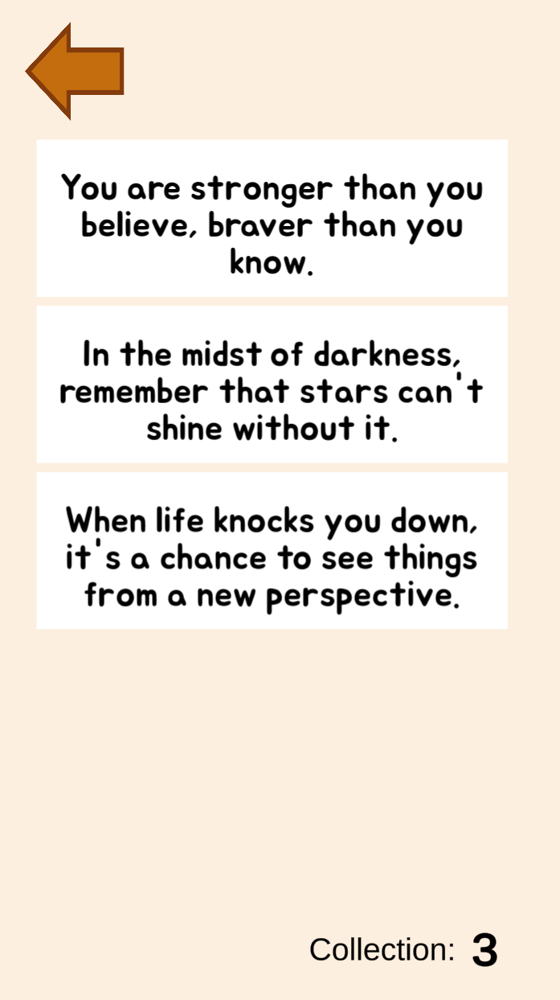 You are stronger than you
believe, braver than you
know.
In the midst of darkness,
remember that stars can't
shine without it.
When life knocks you down,
it's a chance to see things
from a new perspective.
Collection: 3